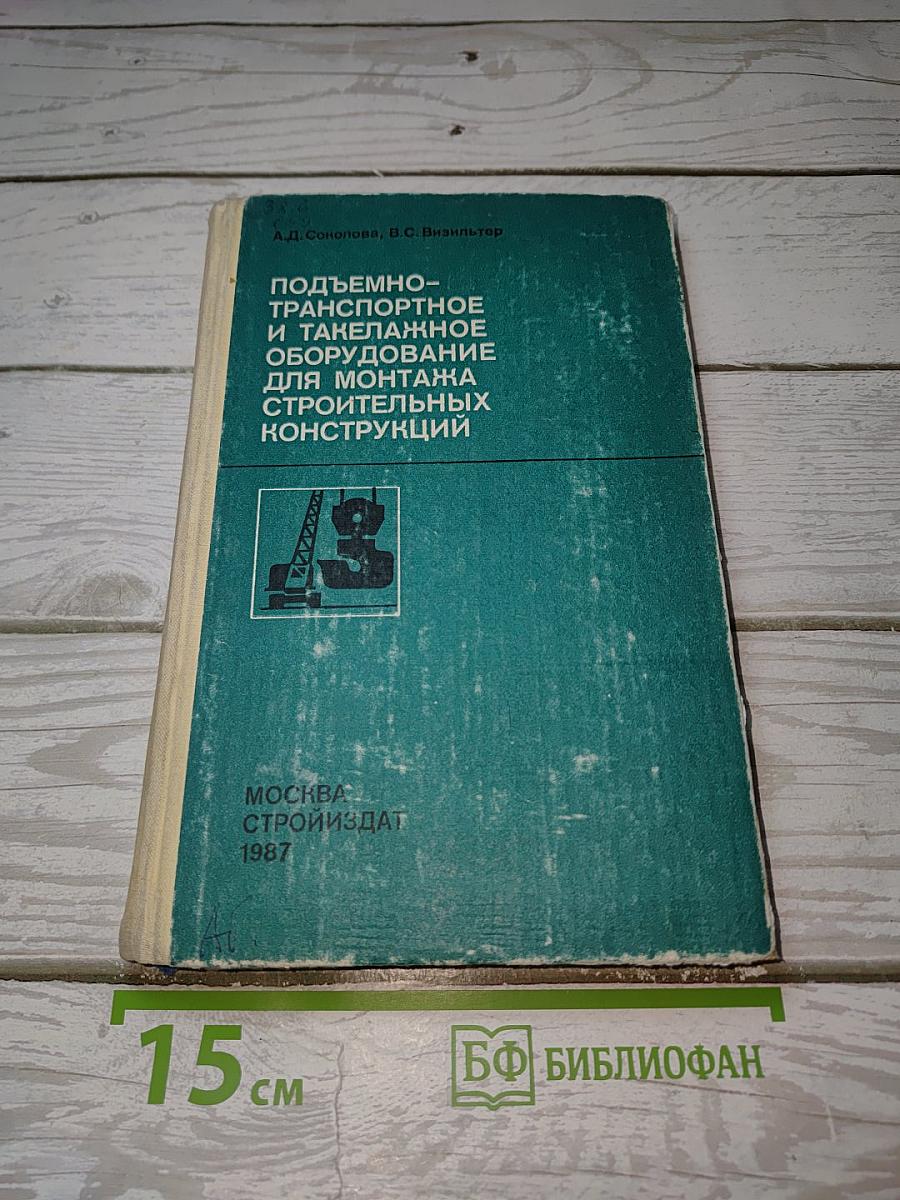 А.Д. Соколова, В.С. Визильтер
ПОДЪЕМНО-
ТРАНСПОРТНОЕ
И ТАКЕЛАЖНОЕ
ОБОРУДОВАНИЕ
ДЛЯ МОНТАЖА
СТРОИТЕЛЬНЫХ
КОНСТРУКЦИЙ
МОСКВА
СТРОЙИЗДАТ
1987
15 см
БФ БИБЛИОФАН